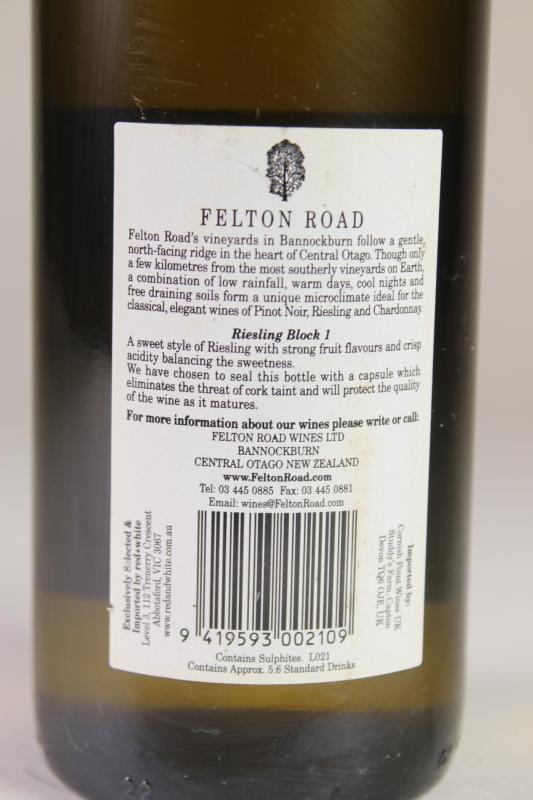 FELTON ROAD
Felton Road's vineyards in Bannockburn follow a gentle,
north-facing ridge in the heart of Central Otago. Though only
a few kilometres from the most southerly vineyards on Earth,
a combination of low rainfall, warm days, cool nights and
free draining soils form a unique microclimate ideal for the
classical, elegant wines of Pinot Noir, Riesling and Chardonnay.
Riesling Block 1
A sweet style of Riesling with strong fruit flavours and crisp
acidity balancing the sweetness.
We have chosen to seal this bottle with a capsule which
eliminates the threat of cork taint and will protect the quality
of the wine as it matures.
For more information about our wines please write or call:
FELTON ROAD WINES LTD
BANNOCKBURN
CENTRAL OTAGO NEW ZEALAND
www.FeltonRoad.com
Tel: 03 445 0885 Fax: 03 445 0881
Email: wines@FeltonRoad.com
Exclusively Selected &
Imported by red+white
Level 3, 112 Trenerry Crescent
Abbotsford, VIC 3067
www.redandwhite.com.au
9 419593 002109
Imported by:
Cornish Point Wines UK
Studdy's Farm, Capton
Devon TQ6 OJE, UK
Contains Sulphites. L021
Contains Approx. 5.6 Standard Drinks
22